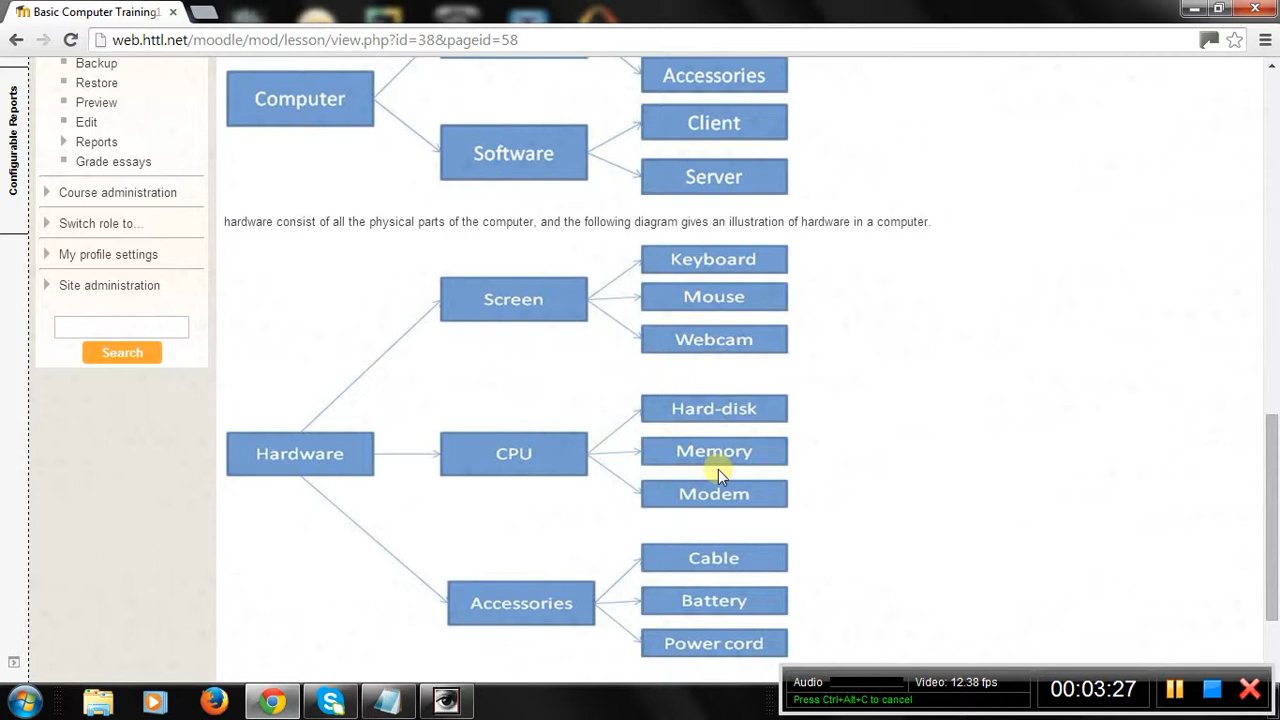 Basic Computer Training1
web.httl.net/moodle/mod/lesson/view.php?id=38&pageid=58
Configurable Reports
Backup
Restore
Preview
Edit
Reports
Grade essays
Course administration
Switch role to...
My profile settings
Site administration
Search
Computer
Software
Accessories
Client
Server
hardware consist of all the physical parts of the computer, and the following diagram gives an illustration of hardware in a computer.
Hardware
Screen
Keyboard
Mouse
Webcam
CPU
Hard-disk
Memory
Modem
Accessories
Cable
Battery
Power cord
Audio
Video: 12.38 fps
Press Ctrl+Alt+C to cancel
00:03:27